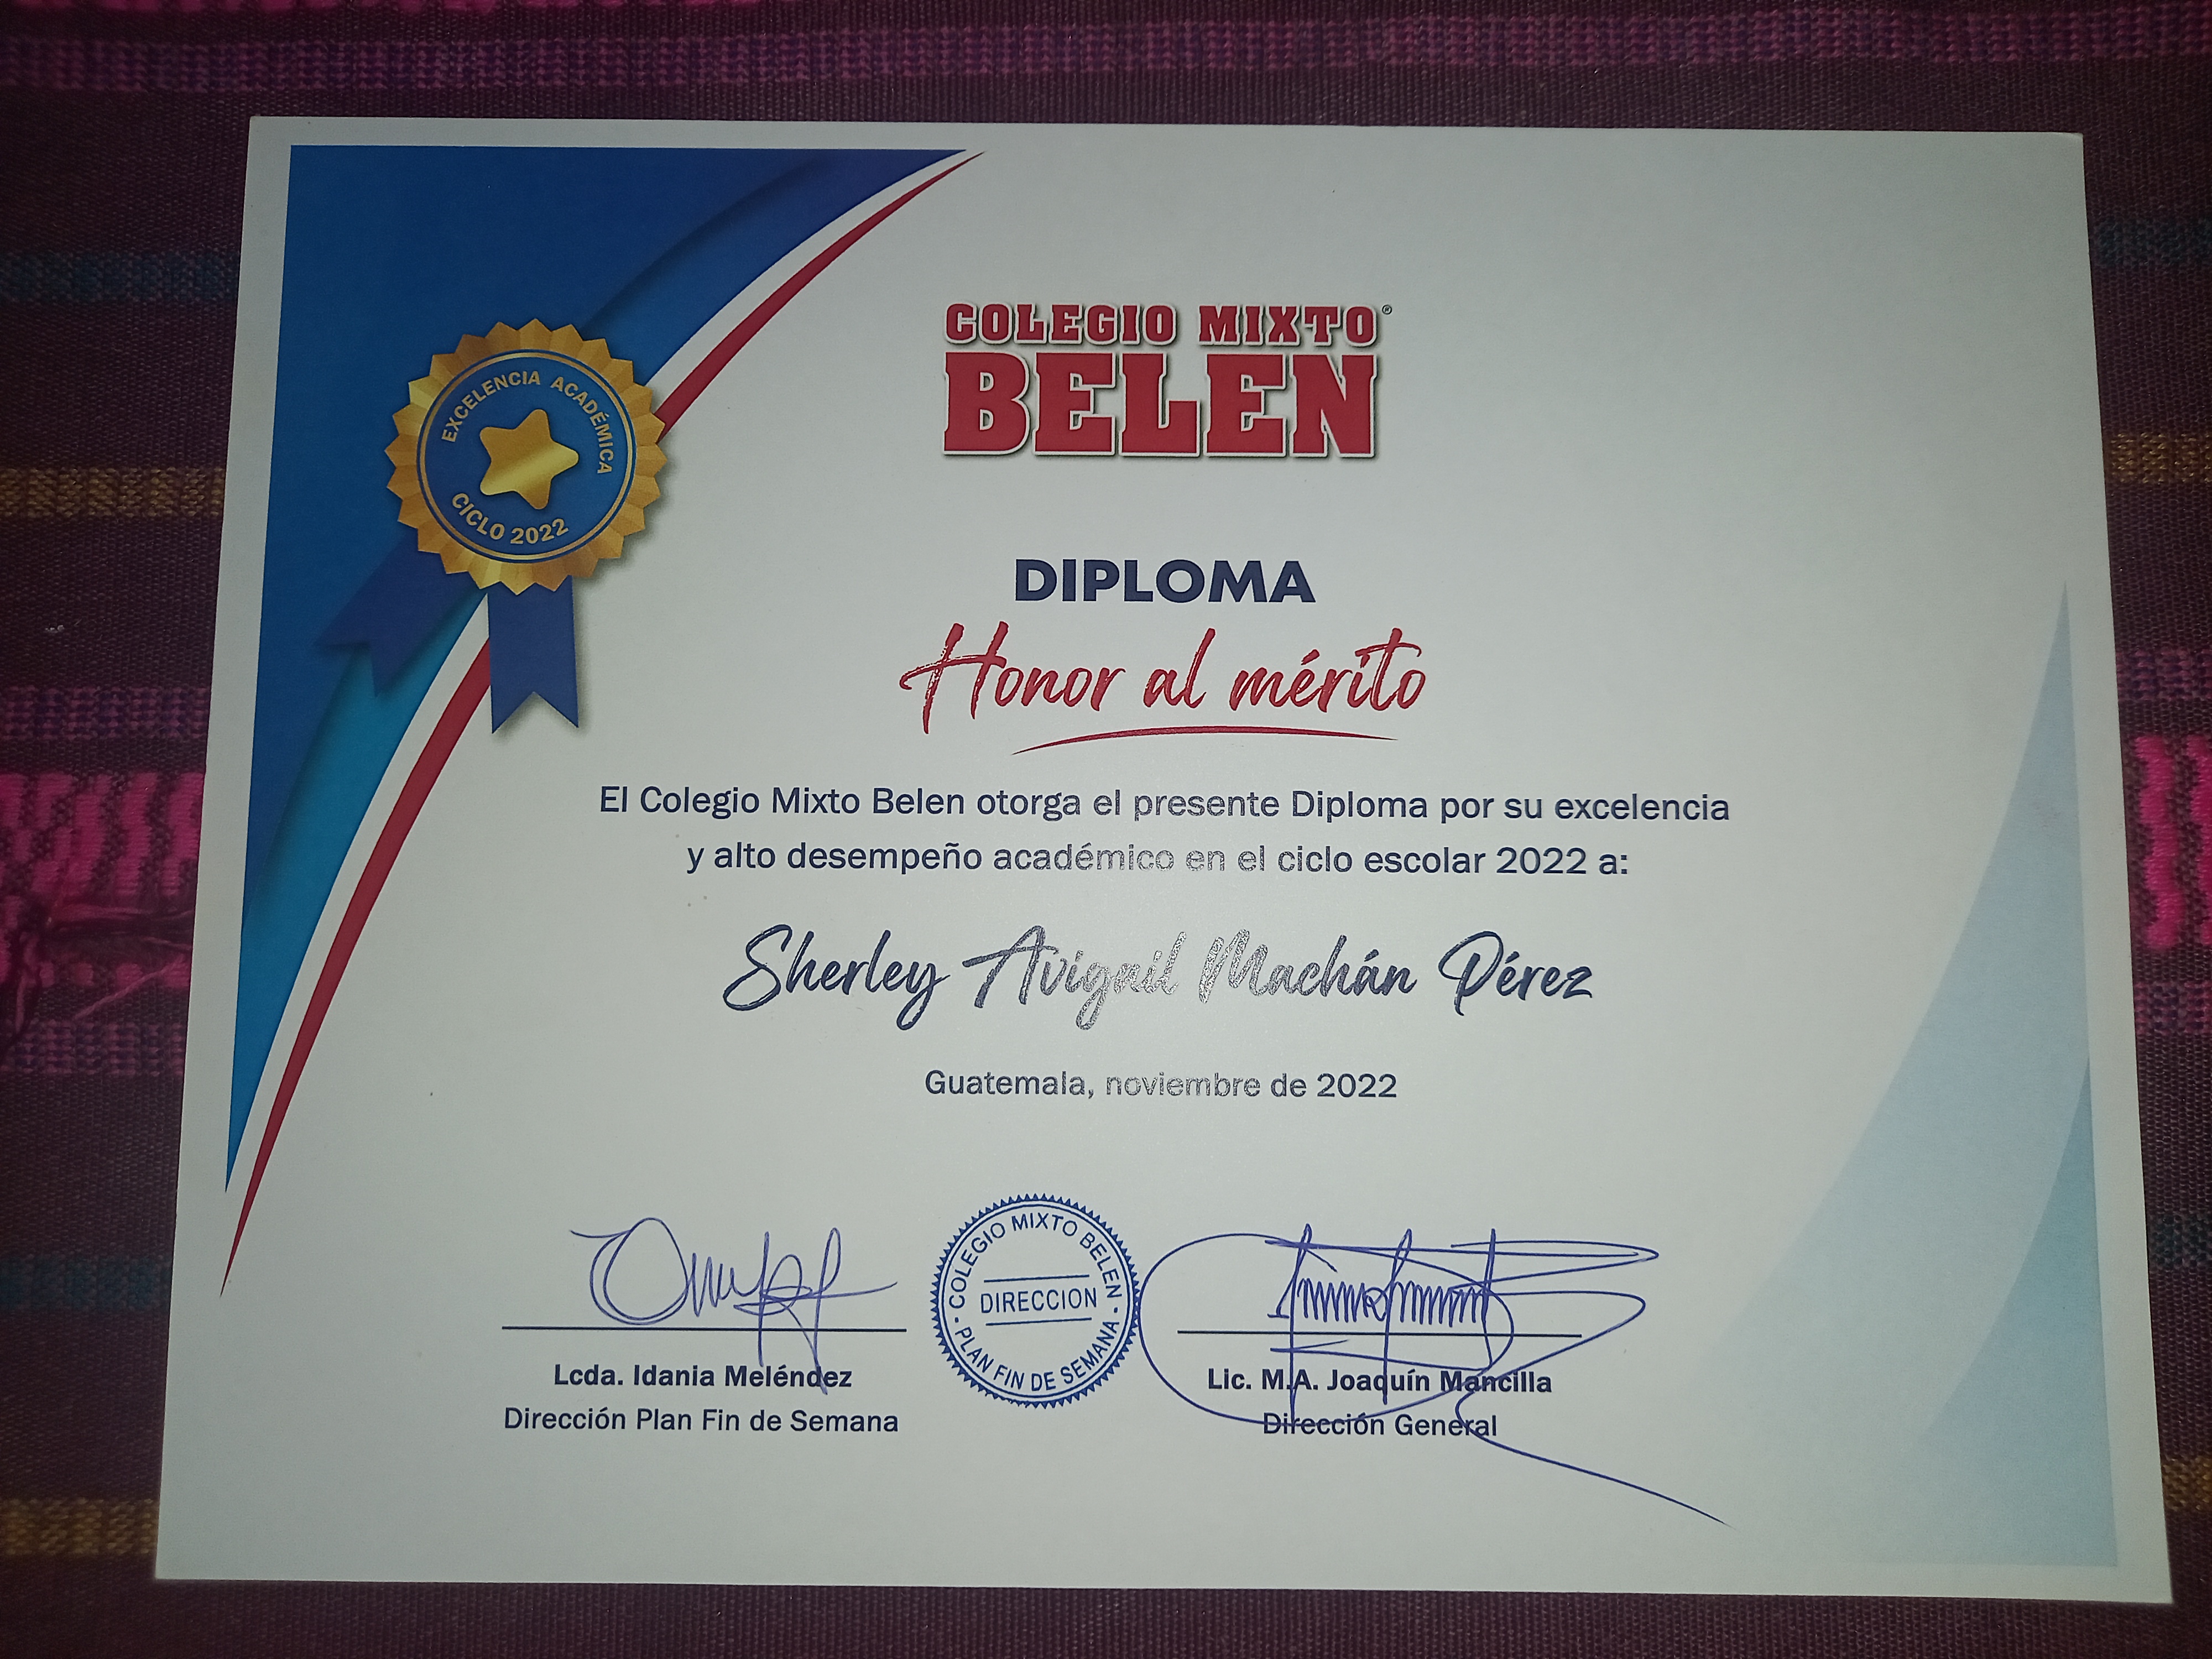 COLEGIO MIXTO®
BELEN
EXCELENCIA ACADÉMICA
CICLO 2022
DIPLOMA
Honor al mérito
El Colegio Mixto Belen otorga el presente Diploma por su excelencia
y alto desempeño académico en el ciclo escolar 2022 a:
Sherley Avigail Machán Pérez
Guatemala, noviembre de 2022
COLEGIO MIXTO BELEN
DIRECCION
· PLAN FIN DE SEMANA ·
Lcda. Idania Meléndez
Dirección Plan Fin de Semana
Lic. M.A. Joaquín Mancilla
Dirección General